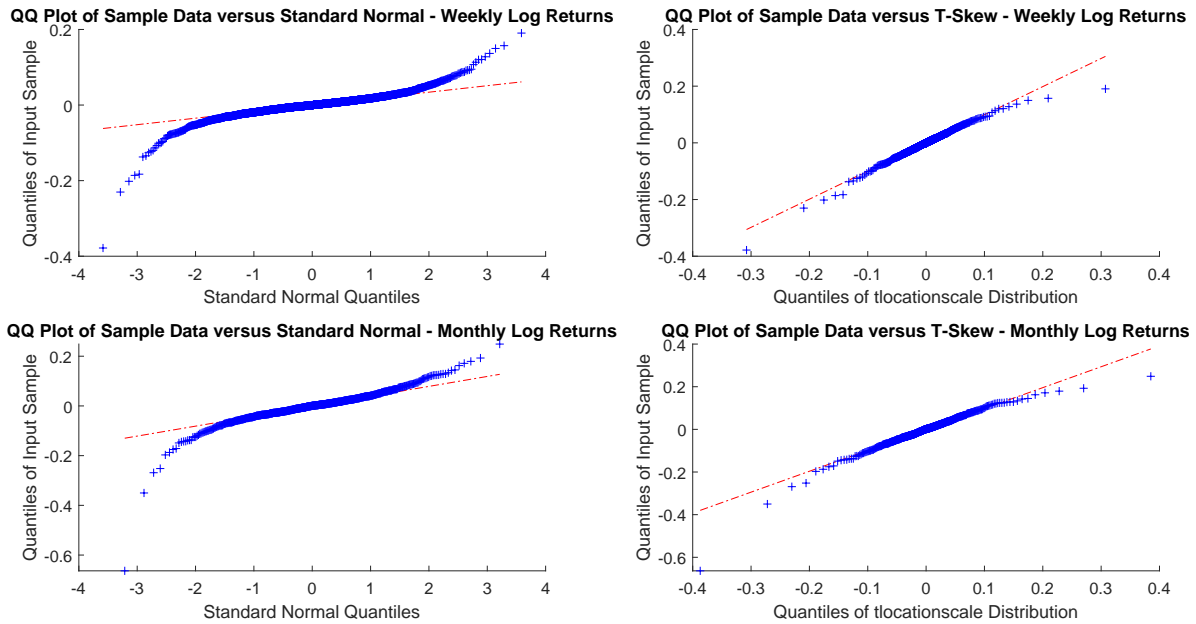 QQ Plot of Sample Data versus Standard Normal - Weekly Log Returns
0.2
0
-0.2
-0.4
Quantiles of Input Sample
-4 -3 -2 -1 0 1 2 3 4
Standard Normal Quantiles
QQ Plot of Sample Data versus T-Skew - Weekly Log Returns
0.4
0.2
0
-0.2
-0.4
Quantiles of Input Sample
-0.4 -0.3 -0.2 -0.1 0 0.1 0.2 0.3 0.4
Quantiles of tlocationscale Distribution
QQ Plot of Sample Data versus Standard Normal - Monthly Log Returns
0.2
0
-0.2
-0.4
-0.6
Quantiles of Input Sample
-4 -3 -2 -1 0 1 2 3 4
Standard Normal Quantiles
QQ Plot of Sample Data versus T-Skew - Monthly Log Returns
0.4
0.2
0
-0.2
-0.4
-0.6
Quantiles of Input Sample
-0.4 -0.3 -0.2 -0.1 0 0.1 0.2 0.3 0.4
Quantiles of tlocationscale Distribution